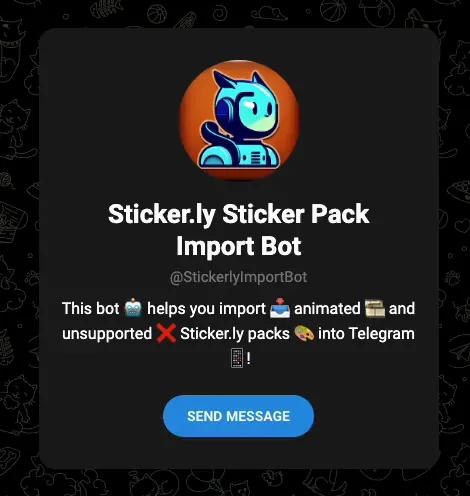 Sticker.ly Sticker Pack
Import Bot
@StickerlyImportBot
This bot 🤖 helps you import 📥 animated 🎞 and
unsupported ❌ Sticker.ly packs 🎨 into Telegram
📱!
SEND MESSAGE